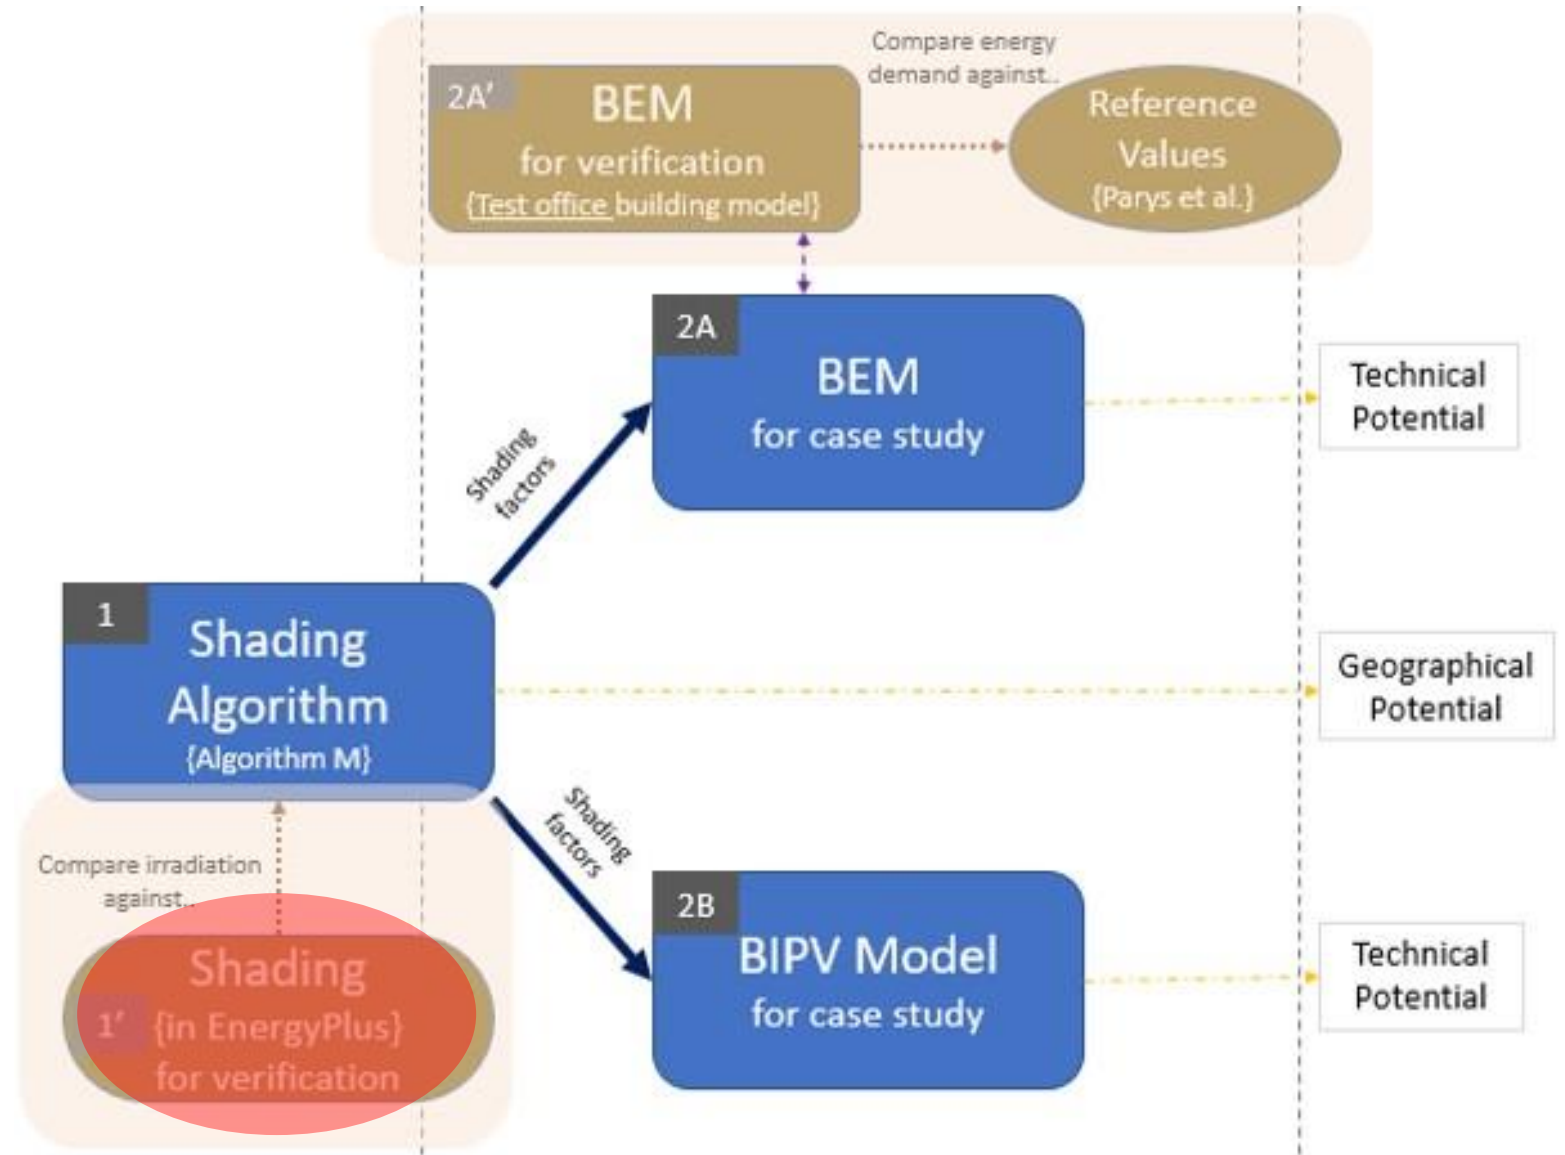 Compare energy
demand against..
2A’
BEM
for verification
{Test office building model}
Reference
Values
{Parys et al.}
2A
BEM
for case study
Technical
Potential
Shading
factors
1
Shading
Algorithm
{Algorithm M}
Geographical
Potential
Shading
factors
Compare irradiation
against..
2B
BIPV Model
for case study
Technical
Potential
Shading
1’
{in EnergyPlus}
for verification